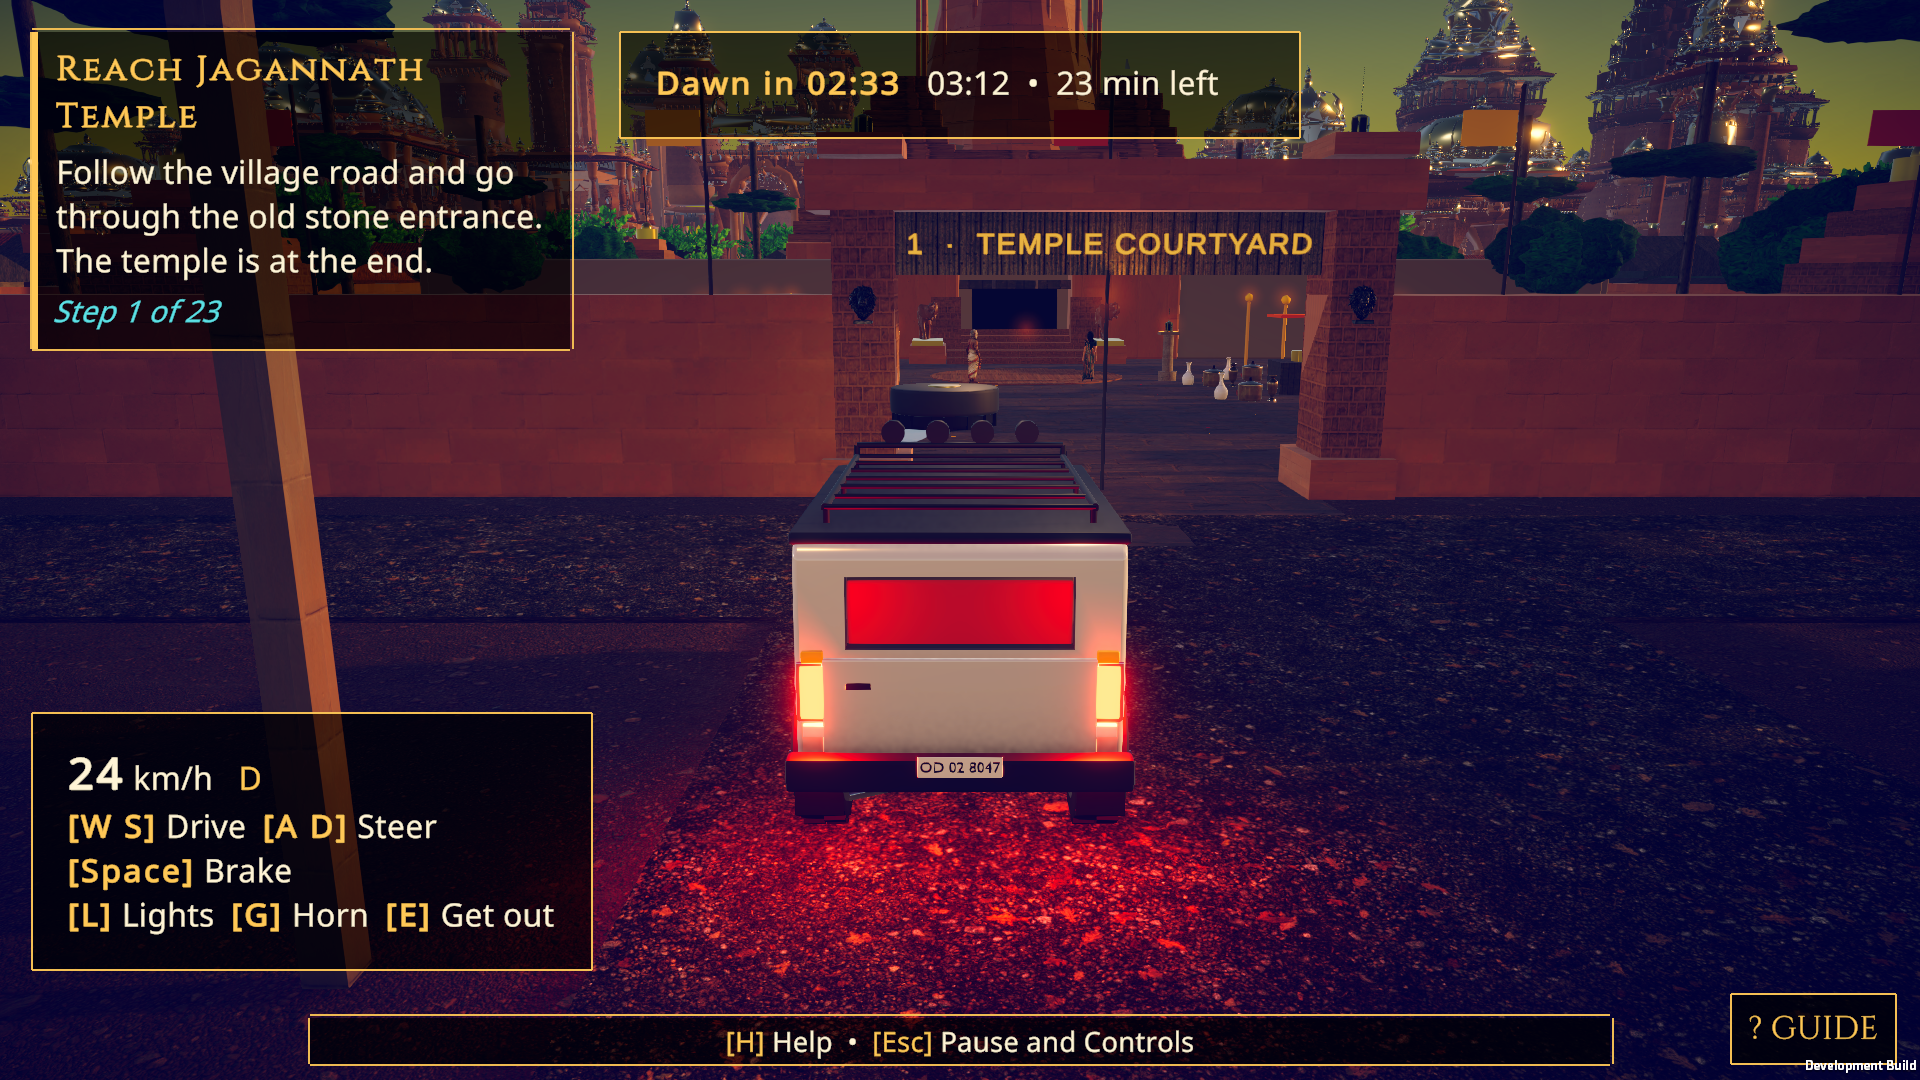 REACH JAGANNATH
TEMPLE
Follow the village road and go
through the old stone entrance.
The temple is at the end.
Step 1 of 23
Dawn in 02:33 03:12 • 23 min left
1 · TEMPLE COURTYARD
OD 02 8047
24 km/h D
[W S] Drive [A D] Steer
[Space] Brake
[L] Lights [G] Horn [E] Get out
[H] Help • [Esc] Pause and Controls
? GUIDE
Development Build